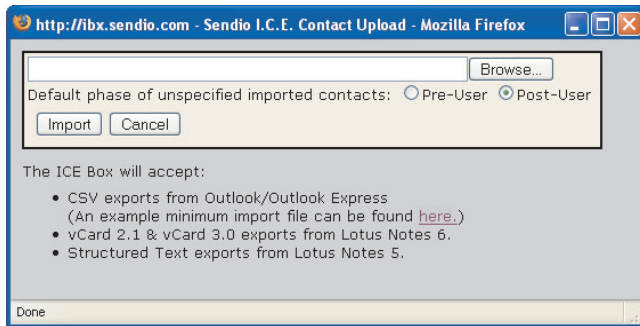 http://ibx.sendio.com - Sendio I.C.E. Contact Upload - Mozilla Firefox
Browse...
Default phase of unspecified imported contacts: Pre-User Post-User
Import Cancel
The ICE Box will accept:
• CSV exports from Outlook/Outlook Express
(An example minimum import file can be found here.)
• vCard 2.1 & vCard 3.0 exports from Lotus Notes 6.
• Structured Text exports from Lotus Notes 5.
Done